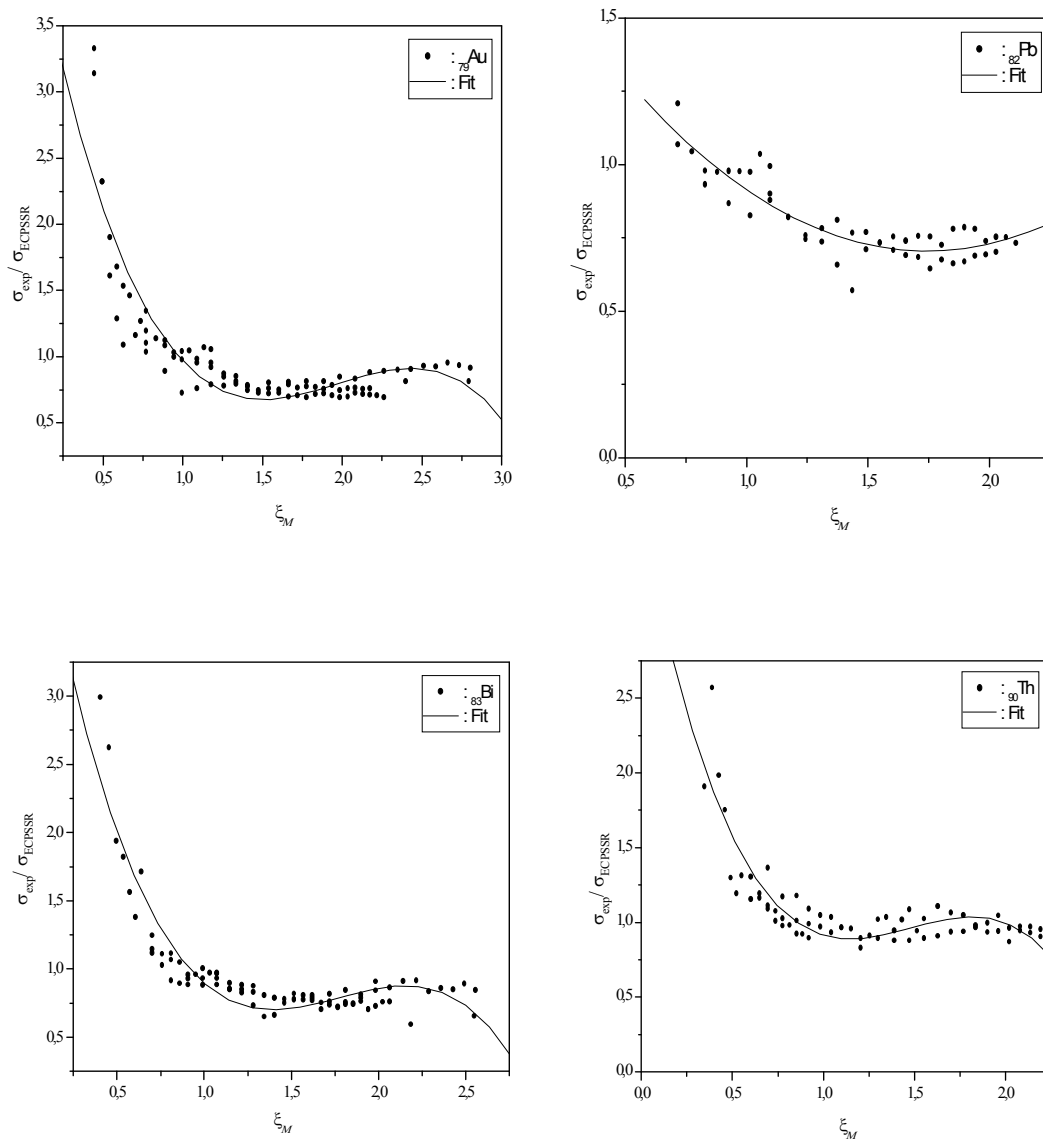 3,5
3,0
2,5
2,0
1,5
1,0
0,5
σexp/ σECPSSR
: 79Au
: Fit
0,5 1,0 1,5 2,0 2,5 3,0
ξM
1,5
1,0
0,5
0,0
σexp/ σECPSSR
: 82Pb
: Fit
0,5 1,0 1,5 2,0
ξM
3,0
2,5
2,0
1,5
1,0
0,5
σexp/ σECPSSR
: 83Bi
: Fit
0,5 1,0 1,5 2,0 2,5
ξM
2,5
2,0
1,5
1,0
0,5
0,0
σexp/ σECPSSR
: 90Th
: Fit
0,0 0,5 1,0 1,5 2,0
ξM